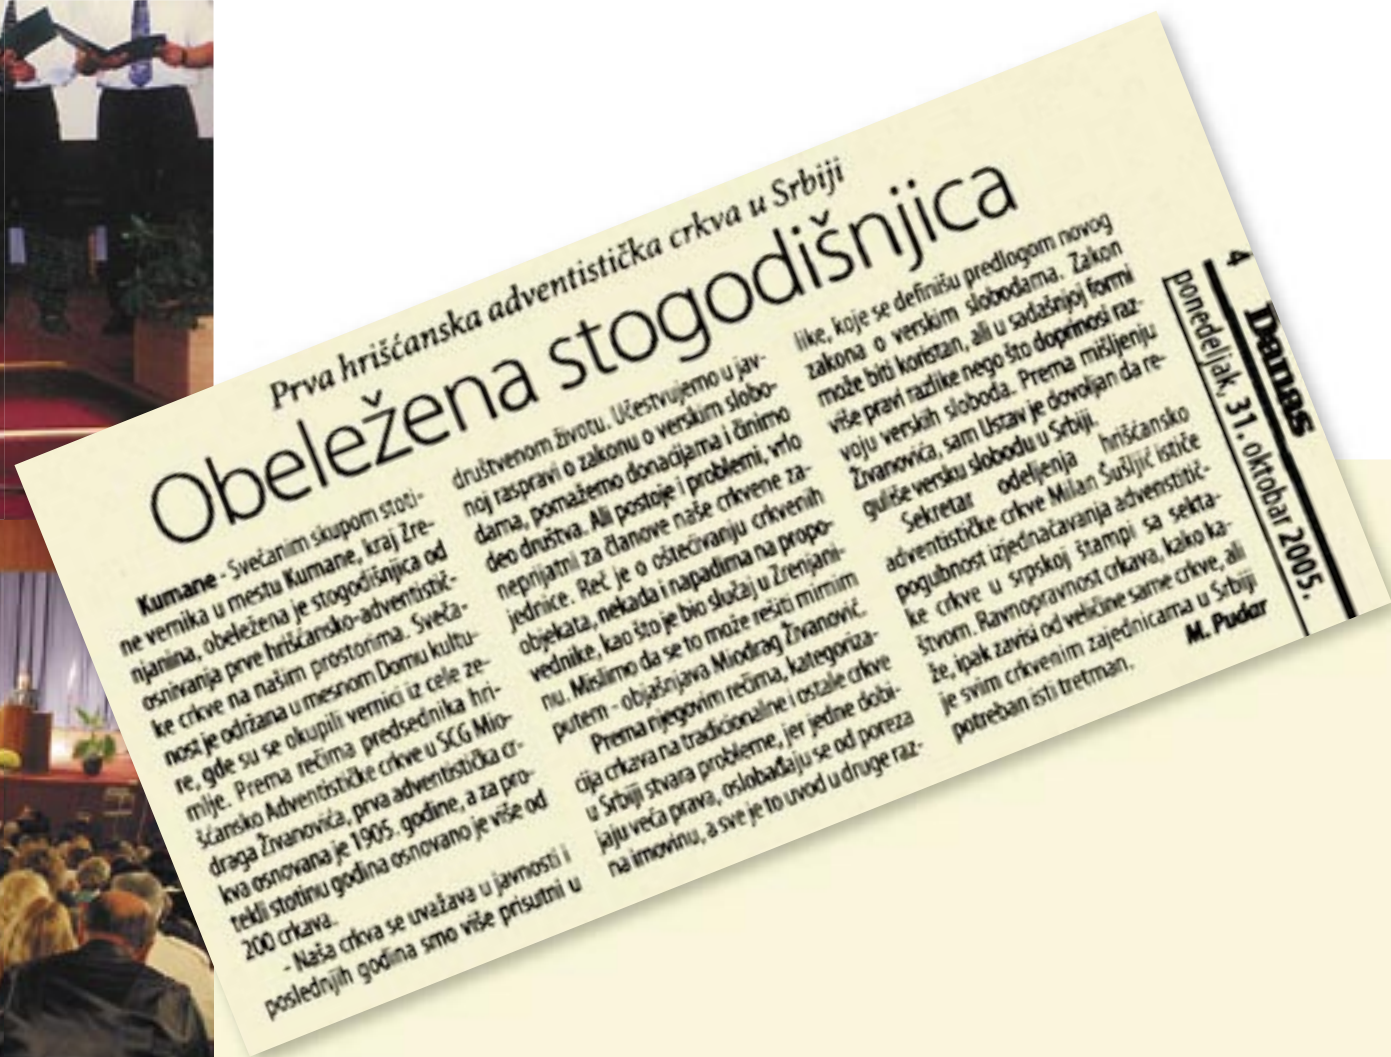 Prva hrišćanska adventistička crkva u Srbiji
Obeležena stogodišnjica
Kumane - Svečanim skupom stoti-
ne vernika u mestu Kumane, kraj Zre-
njanina, obeležena je stogodišnjica od
osnivanja prve hrišćansko-adventistič-
ke crkve na našim prostorima. Sveča-
nost je održana u mesnom Domu kultu-
re, gde su se okupili vernici iz cele ze-
mlje. Prema rečima predsednika hri-
šćansko Adventističke crkve u SCG Mio-
draga Živanovića, prva adventistička cr-
kva osnovana je 1905. godine, a za pro-
tekli stotinu godina osnovano je više od
200 crkava.
- Naša crkva se uvažava u javnosti i
poslednjih godina smo više prisutni u
društvenom životu. Učestvujemo u jav-
noj raspravi o zakonu o verskim slobo-
dama, pomažemo donacijama i činimo
deo društva. Ali postoje i problemi, vrlo
neprijatni za članove naše crkvene za-
jednice. Reč je o oštećivanju crkvenih
objekata, nekada i napadima na propo-
vednike, kao što je bio slučaj u Zrenjani-
nu. Mislimo da se to može rešiti mirnim
putem - objašnjava Miodrag Živanović.
Prema njegovim rečima, kategoriza-
cija crkava na tradicionalne i ostale crkve
u Srbiji stvara probleme, jer jedne dobi-
jaju veća prava, oslobađaju se od poreza
na imovinu, a sve je to uvod u druge raz-
like, koje se definišu predlogom novog
zakona o verskim slobodama. Zakon
može biti koristan, ali u sadašnjoj formi
više pravi razlike nego što doprinosi raz-
voju verskih sloboda. Prema mišljenju
Živanovića, sam Ustav je dovoljan da re-
guliše versku slobodu u Srbiji.
Sekretar odeljenja hrišćansko
adventističke crkve Milan Šušljić ističe
pogubnost izjednačavanja advenstitič-
ke crkve u srpskoj štampi sa sekta-
štvom. Ravnopravnost crkava, kako ka-
že, ipak zavisi od veličine same crkve, ali
je svim crkvenim zajednicama u Srbiji
potreban isti tretman.
M. Pudar
4
Danas
ponedeljak, 31. oktobar 2005.